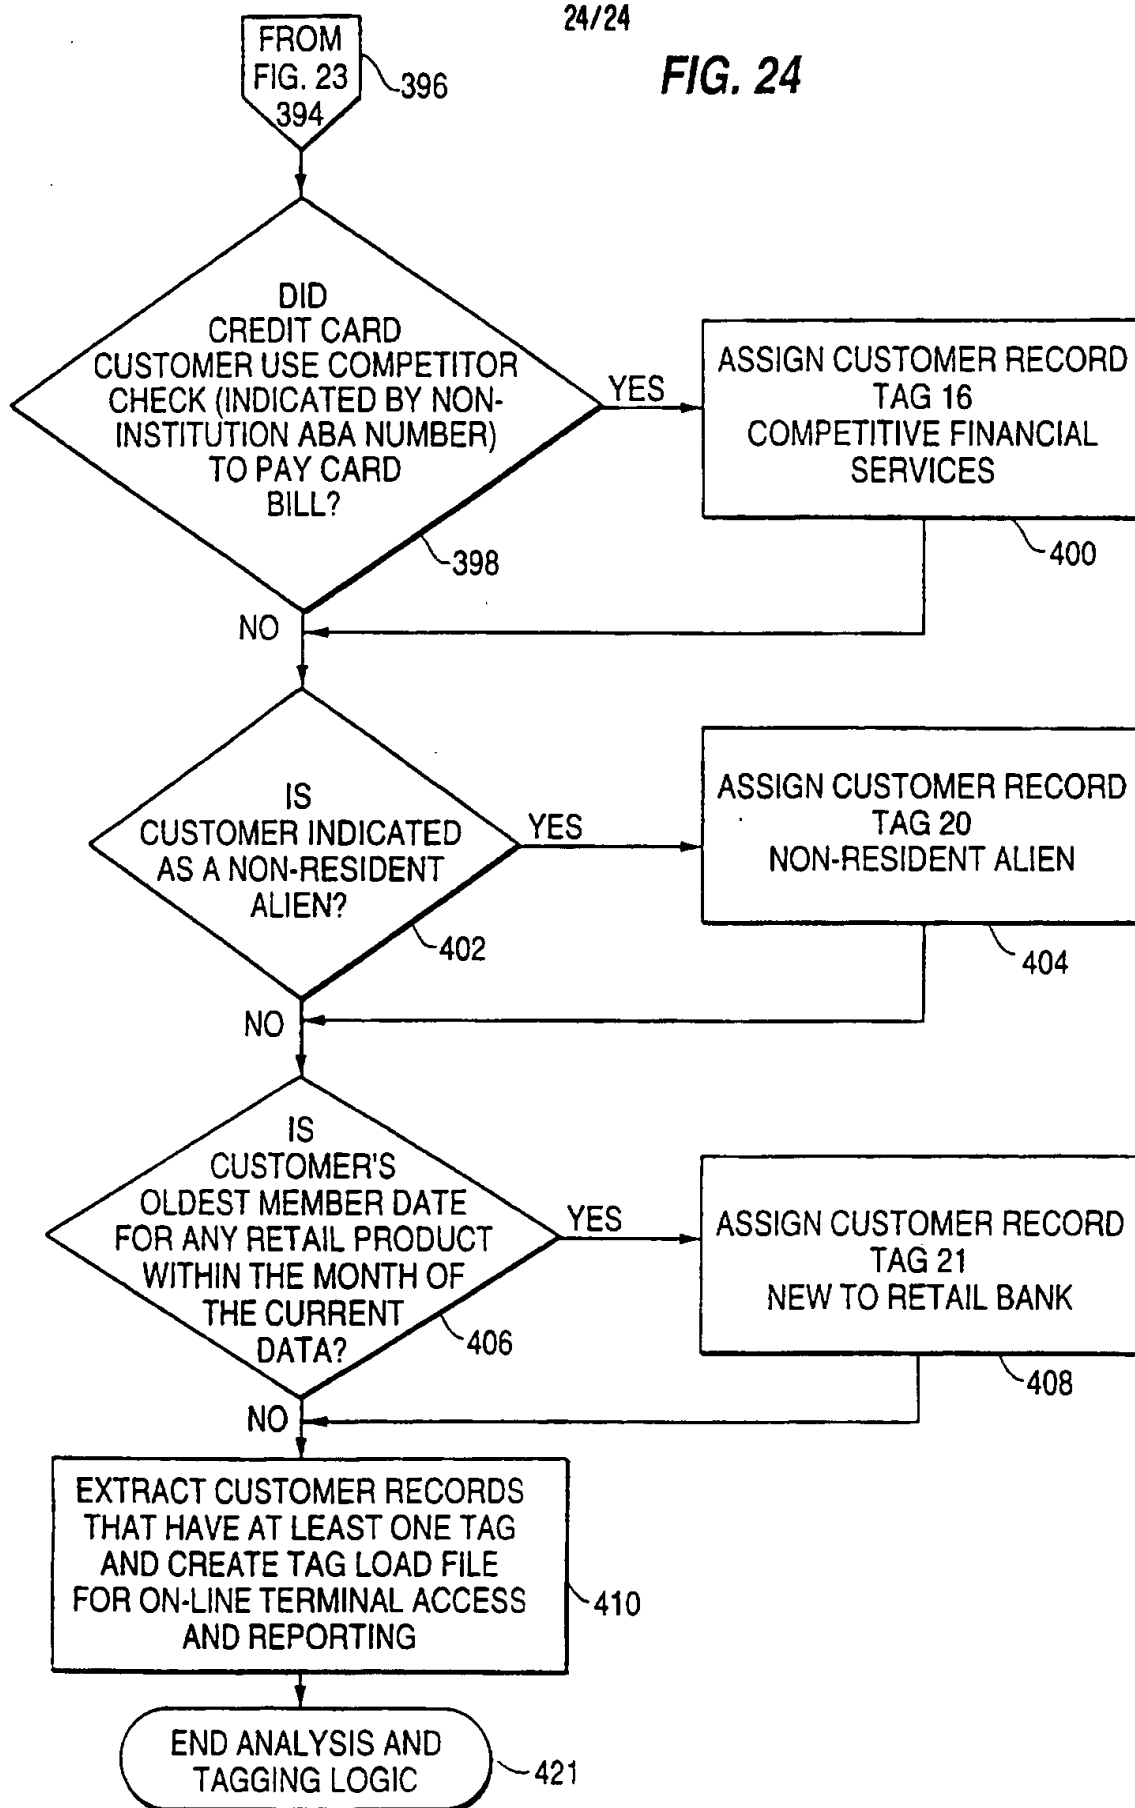 24/24
FIG. 24
FROM
FIG. 23
394
396
DID
CREDIT CARD
CUSTOMER USE COMPETITOR
CHECK (INDICATED BY NON-
INSTITUTION ABA NUMBER)
TO PAY CARD
BILL?
398
YES
ASSIGN CUSTOMER RECORD
TAG 16
COMPETITIVE FINANCIAL
SERVICES
400
NO
IS
CUSTOMER INDICATED
AS A NON-RESIDENT
ALIEN?
402
YES
ASSIGN CUSTOMER RECORD
TAG 20
NON-RESIDENT ALIEN
404
NO
IS
CUSTOMER'S
OLDEST MEMBER DATE
FOR ANY RETAIL PRODUCT
WITHIN THE MONTH OF
THE CURRENT
DATA?
406
YES
ASSIGN CUSTOMER RECORD
TAG 21
NEW TO RETAIL BANK
408
NO
EXTRACT CUSTOMER RECORDS
THAT HAVE AT LEAST ONE TAG
AND CREATE TAG LOAD FILE
FOR ON-LINE TERMINAL ACCESS
AND REPORTING
410
END ANALYSIS AND
TAGGING LOGIC
421